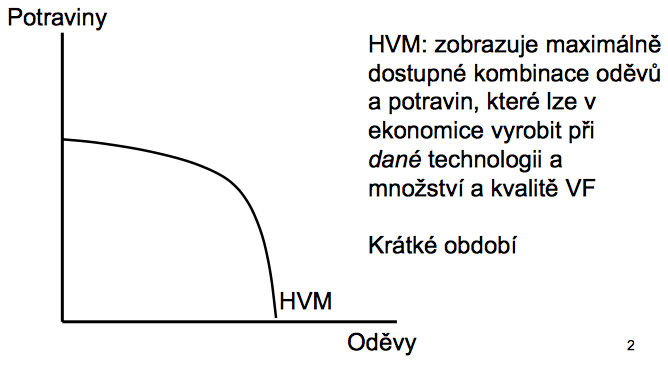 Potraviny
HVM: zobrazuje maximálně
dostupné kombinace oděvů
a potravin, které lze v
ekonomice vyrobit při
dané technologii a
množství a kvalitě VF
Krátké období
HVM
Oděvy
2